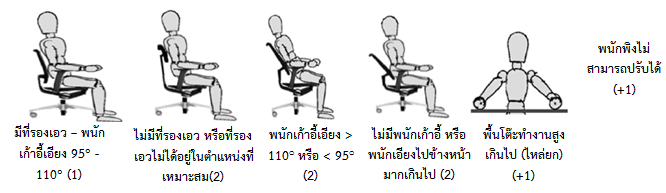 มีที่รองเอว – พนัก
เก้าอี้เอียง 95° -
110° (1)
ไม่มีที่รองเอว หรือที่รอง
เอวไม่ได้อยู่ในตำแหน่งที่
เหมาะสม(2)
พนักเก้าอี้เอียง >
110° หรือ < 95°
(2)
ไม่มีพนักเก้าอี้ หรือ
พนักเอียงไปข้างหน้า
มากเกินไป (2)
พื้นโต๊ะทำงานสูง
เกินไป (ไหล่ยก)
(+1)
พนักพิงไม่
สามารถปรับได้
(+1)